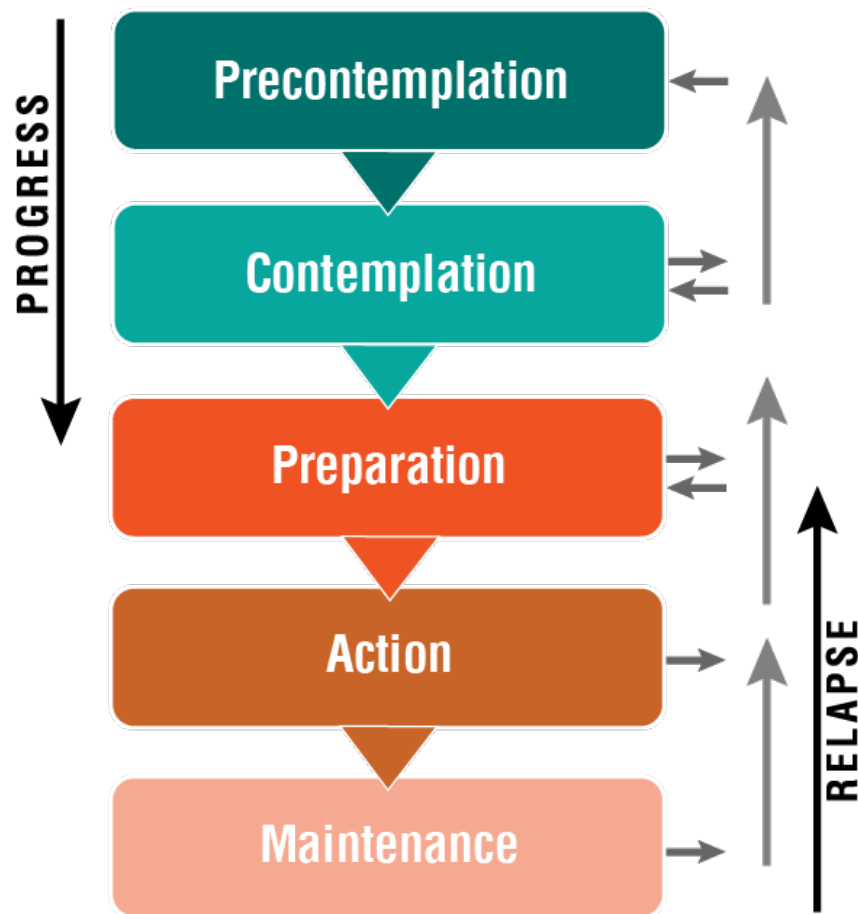 PROGRESS
Precontemplation
Contemplation
Preparation
Action
Maintenance
RELAPSE